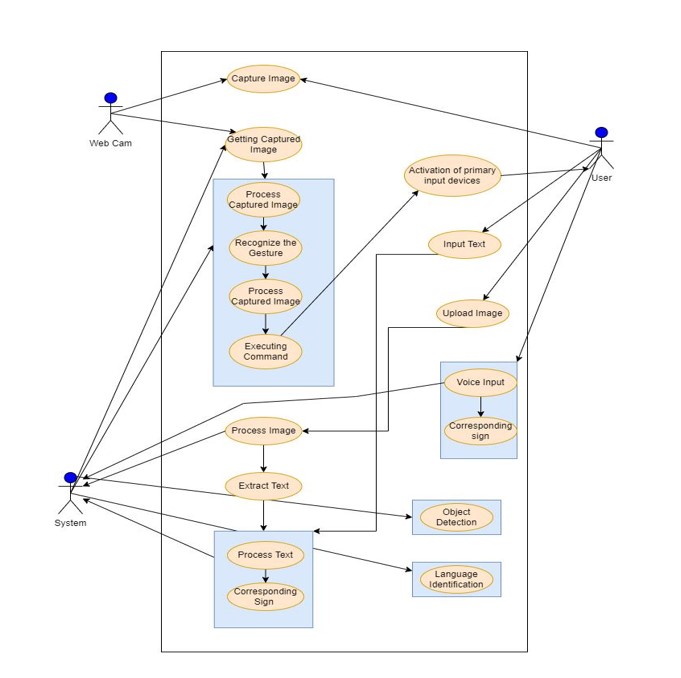 Capture Image
Web Cam
Getting Captured
Image
Activation of primary
input devices
User
Process
Captured Image
Recognize the
Gesture
Input Text
Process
Captured Image
Upload Image
Executing
Command
Voice Input
Corresponding
sign
Process Image
Extract Text
System
Object
Detection
Process Text
Language
Identification
Corresponding
Sign